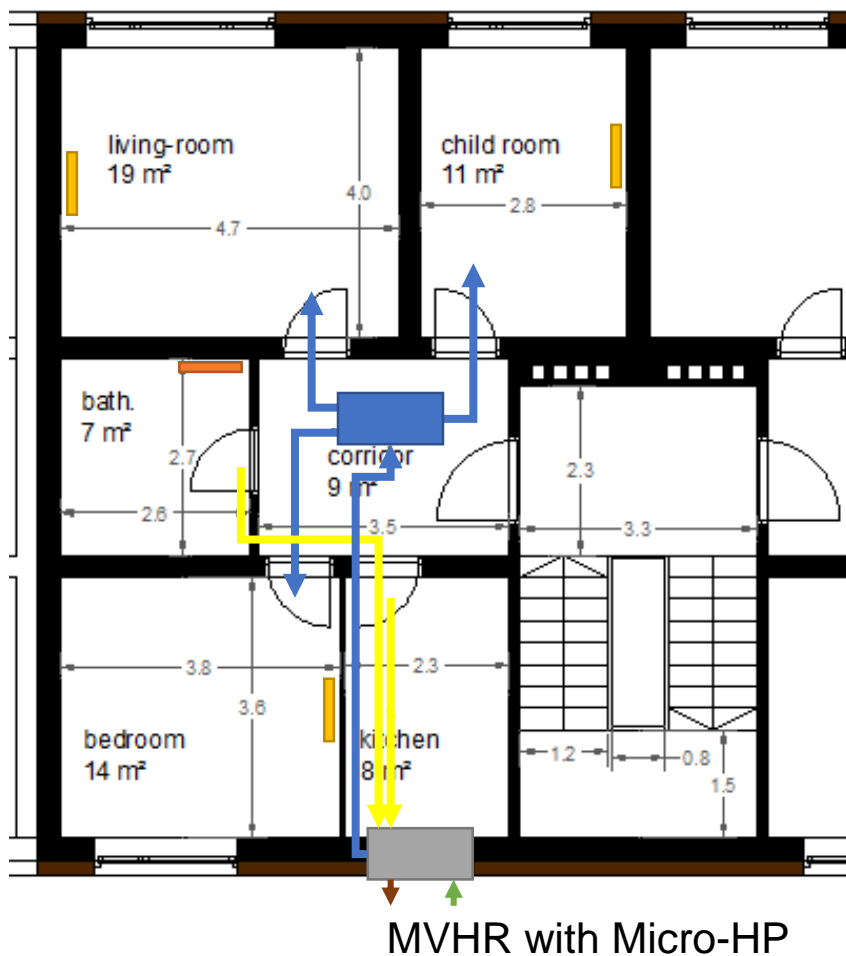 living-room
19 m²
child room
11 m²
4.0
2.8
4.7
bath.
7 m²
2.7
2.6
corridor
9 m²
3.5
2.3
3.3
3.8
2.3
3.6
bedroom
14 m²
kitchen
8 m²
1.2
0.8
1.5
MVHR with Micro-HP